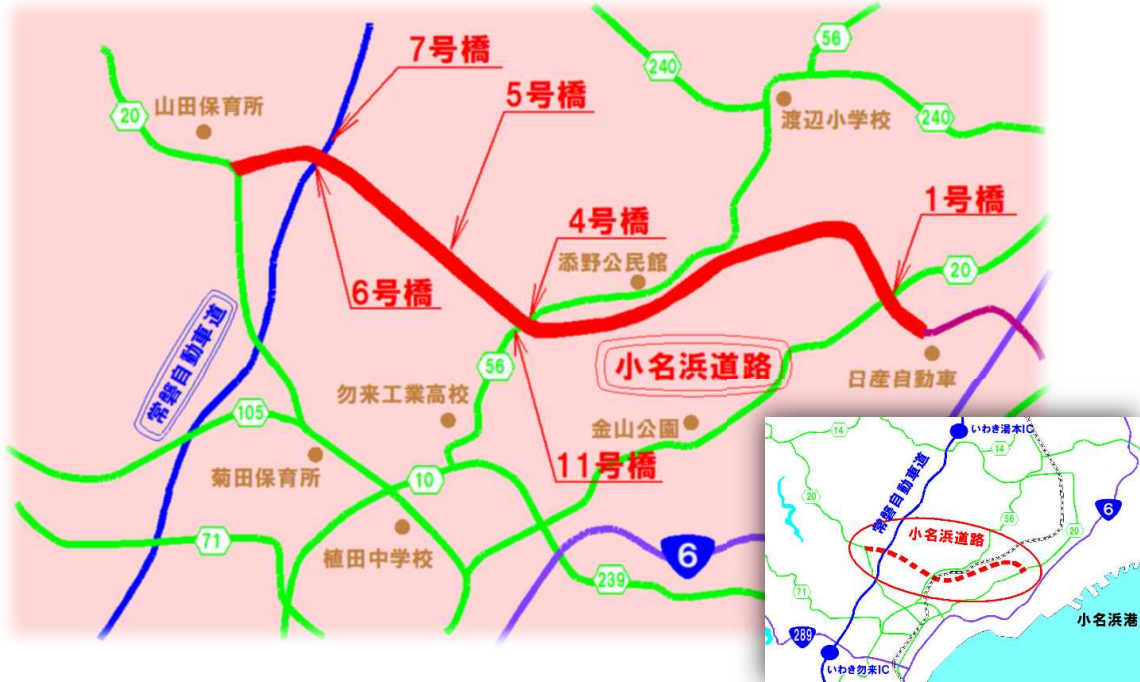 7号橋
56
240
5号橋
山田保育所
20
渡辺小学校
240
4号橋
1号橋
添野公民館
20
6号橋
常磐自動車道
小名浜道路
56
日産自動車
勿来工業高校
105
金山公園
菊田保育所
11号橋
10
71
植田中学校
6
239
いわき湯本IC
14
14
常磐自動車道
20
6
56
20
小名浜道路
71
小名浜港
289
いわき勿来IC